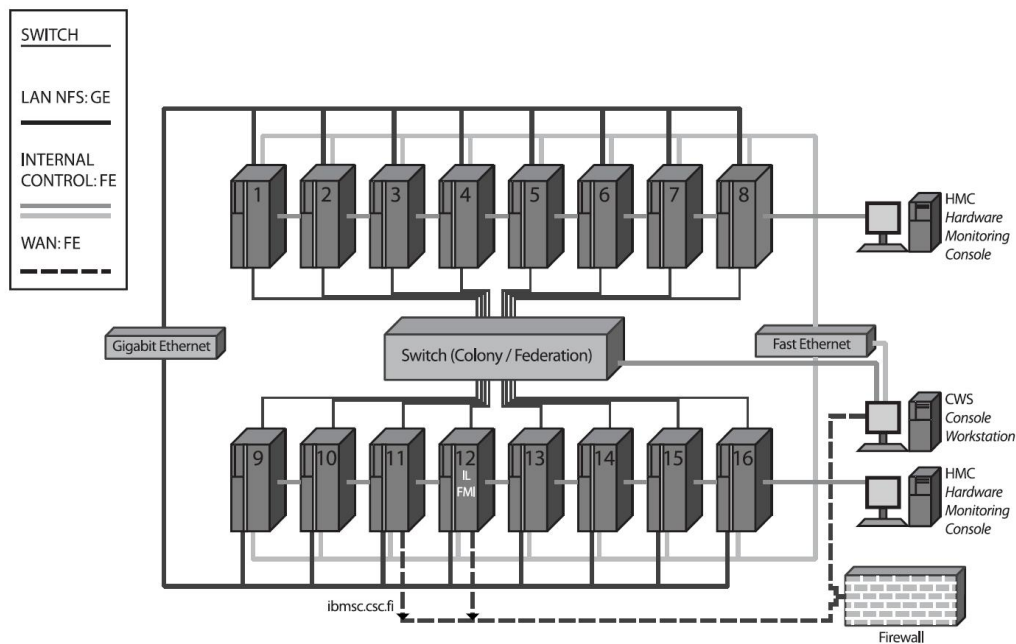 SWITCH
LAN NFS: GE
INTERNAL
CONTROL: FE
WAN: FE
1
2
3
4
5
6
7
8
HMC
Hardware
Monitoring
Console
Gigabit Ethernet
Switch (Colony / Federation)
Fast Ethernet
CWS
Console
Workstation
9
10
11
12
IL
FMI
13
14
15
16
HMC
Hardware
Monitoring
Console
ibmsc.csc.fi
Firewall